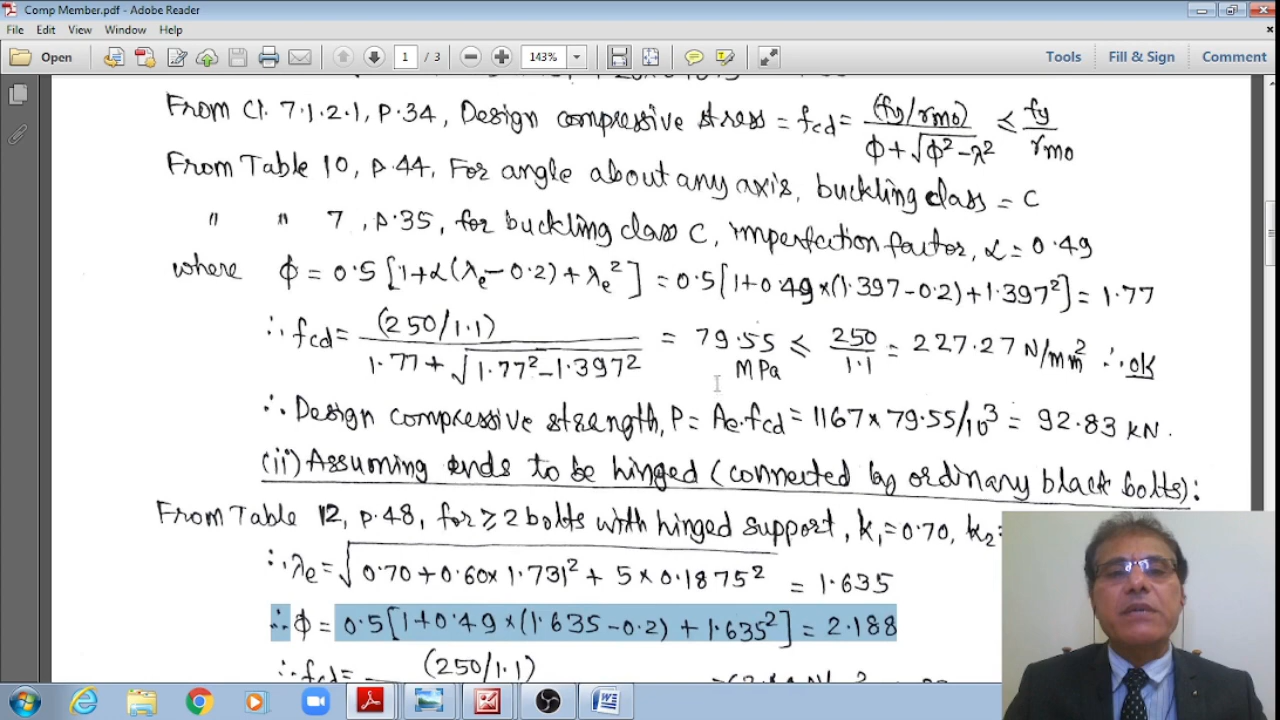 Comp Member.pdf - Adobe Reader
File Edit View Window Help
Open 1 / 3 143% Tools Fill & Sign Comment
From Cl. 7.1.2.1, P.34, Design compressive stress = fcd = (fy/γmo) / ϕ+√ϕ²-λ² ≤ fy/γmo
From Table 10, P.44, For angle about any axis, buckling class = C
" " 7, P.35, for buckling class C, imperfection factor, α = 0.49
where ϕ = 0.5[1+α(λe-0.2)+λe²] = 0.5[1+0.49×(1.397-0.2)+1.397²] = 1.77
∴ fcd = (250/1.1) / 1.77+√1.77²-1.397² = 79.55 MPa ≤ 250/1.1 = 227.27 N/mm² ∴ ok
∴ Design compressive strength, P = Ae.fcd = 1167×79.55/10³ = 92.83 kN.
(ii) Assuming ends to be hinged (connected by ordinary black bolts):
From Table 12, P.48, for ≥2 bolts with hinged support, k1=0.70, k2=
∴ λe = √0.70+0.60×1.731²+5×0.1875² = 1.635
∴ ϕ = 0.5[1+0.49×(1.635-0.2)+1.635²] = 2.188
∴ fcd = (250/1.1)